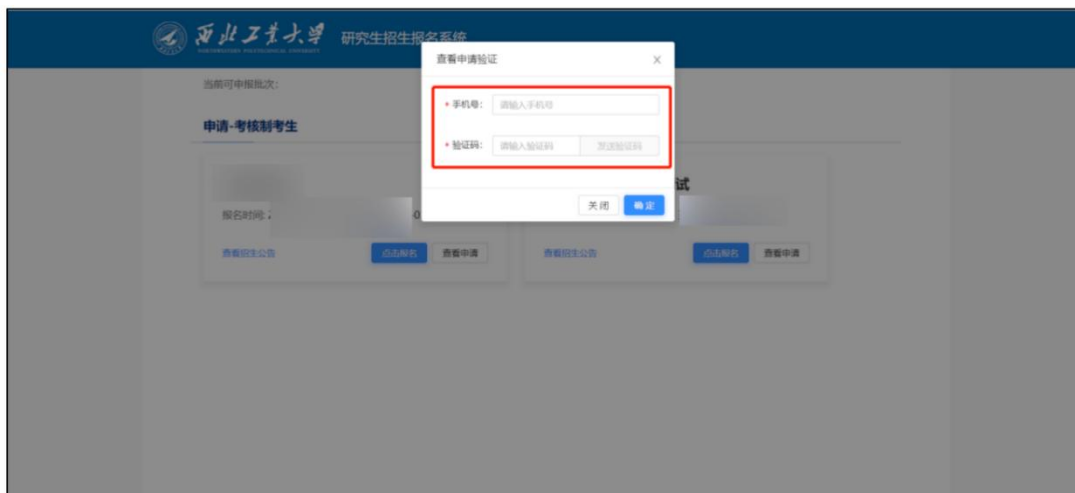 西北工业大学 研究生招生报名系统
NORTHWESTERN POLYTECHNICAL UNIVERSITY
查看申请验证
当前可申报批次：
* 手机号： 请输入手机号
申请-考核制考生
* 验证码： 请输入验证码 发送验证码
试
关 闭 确 定
报名时间:
查看招生公告 点击报名 查看申请 查看招生公告 点击报名 查看申请